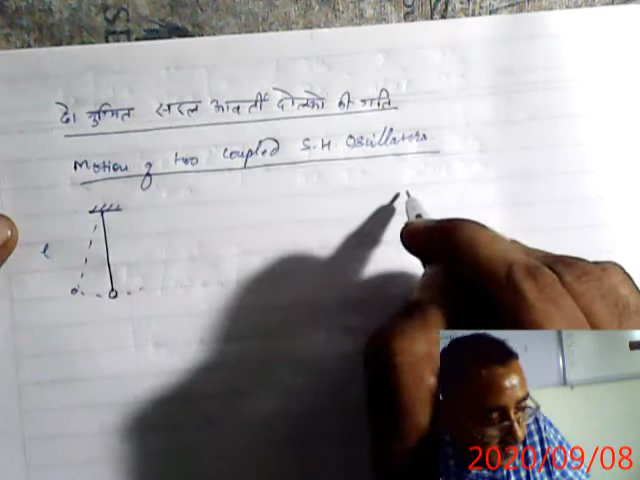 दो युग्मित सरल आवर्ती दोलको की गति
Motion of two coupled S.H Oscillators
l
2020/09/08